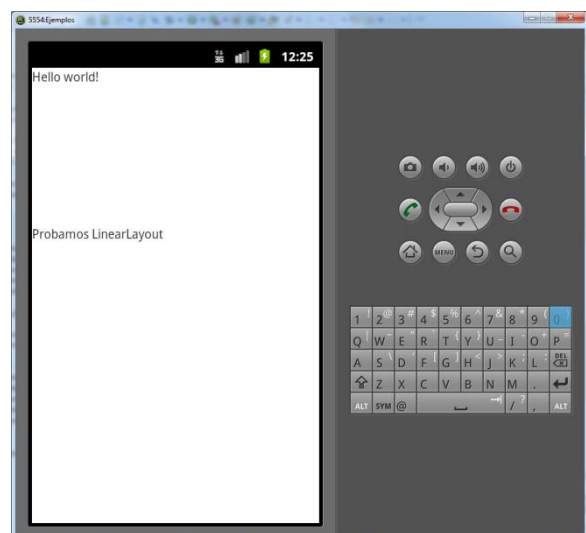 5554:Ejemplos
3G 12:25
Hello world!
Probamos LinearLayout
MENU
1 ! 2 @ 3 # 4 $ 5 % 6 ^ 7 & 8 * 9 ( 0 )
Q | W ~ E " R ` T { Y } U _ I - O + P =
A S \ D ' F [ G ] H < J > K ; L : DEL
Z X C V B N M .
ALT SYM @ / ? , ALT